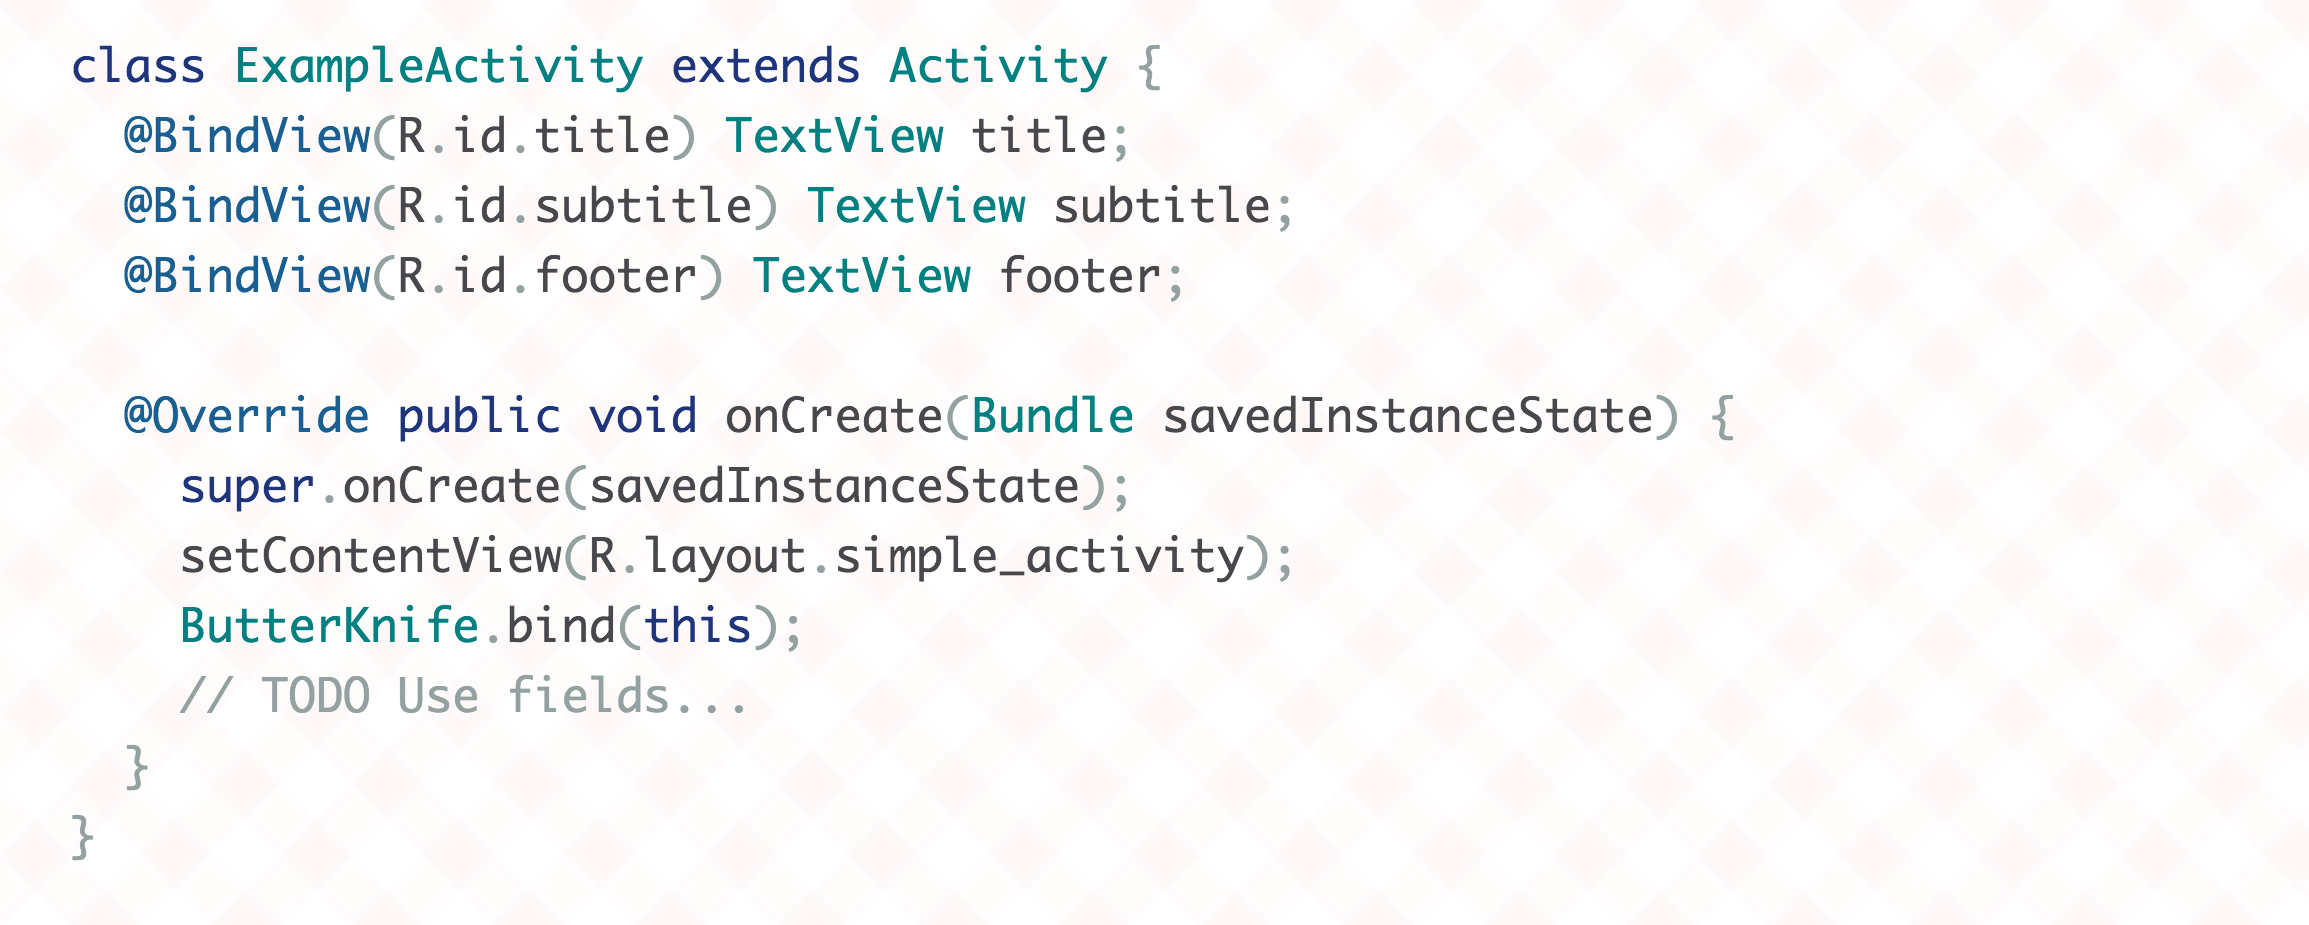 class ExampleActivity extends Activity {
  @BindView(R.id.title) TextView title;
  @BindView(R.id.subtitle) TextView subtitle;
  @BindView(R.id.footer) TextView footer;

  @Override public void onCreate(Bundle savedInstanceState) {
    super.onCreate(savedInstanceState);
    setContentView(R.layout.simple_activity);
    ButterKnife.bind(this);
    // TODO Use fields...
  }
}